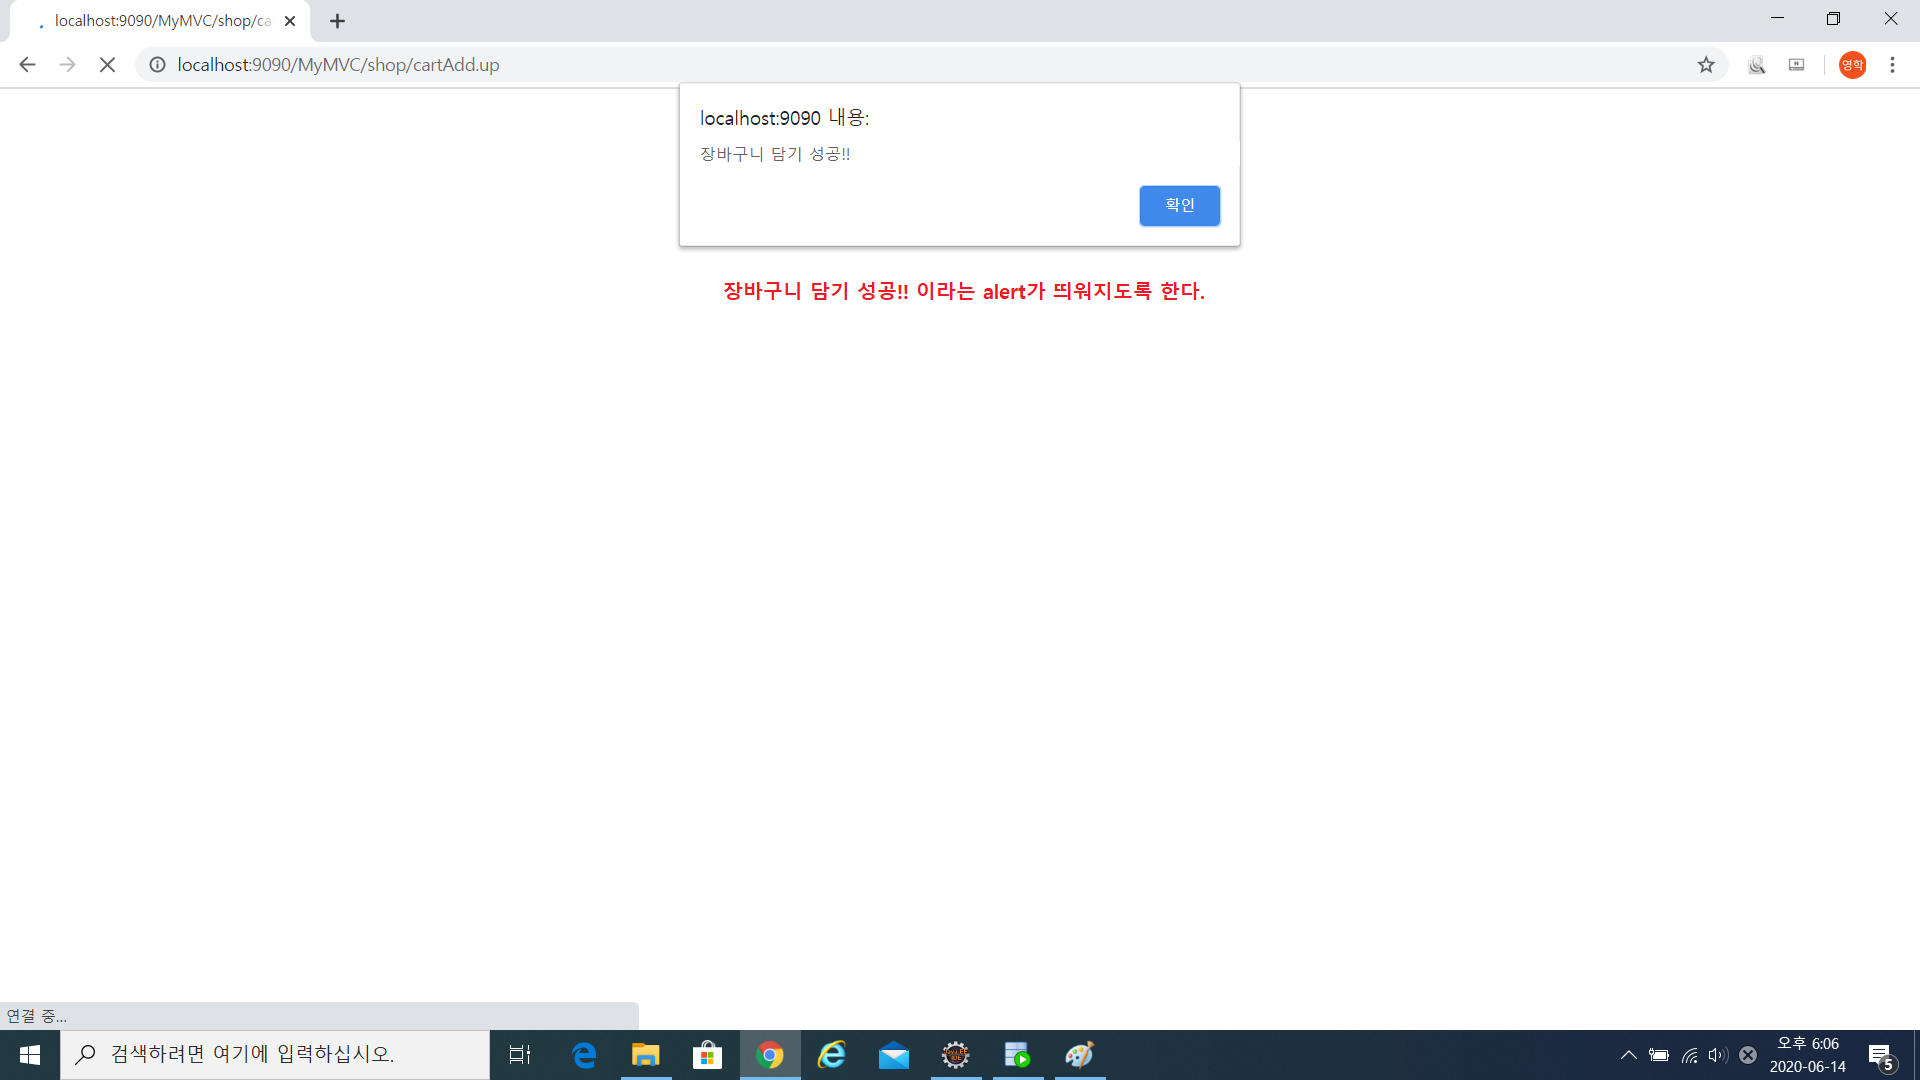 localhost:9090/MyMVC/shop/ca
localhost:9090/MyMVC/shop/cartAdd.up
영학
localhost:9090 내용:
장바구니 담기 성공!!
확인
장바구니 담기 성공!! 이라는 alert가 띄워지도록 한다.
연결 중...
검색하려면 여기에 입력하십시오.
오후 6:06
2020-06-14
5